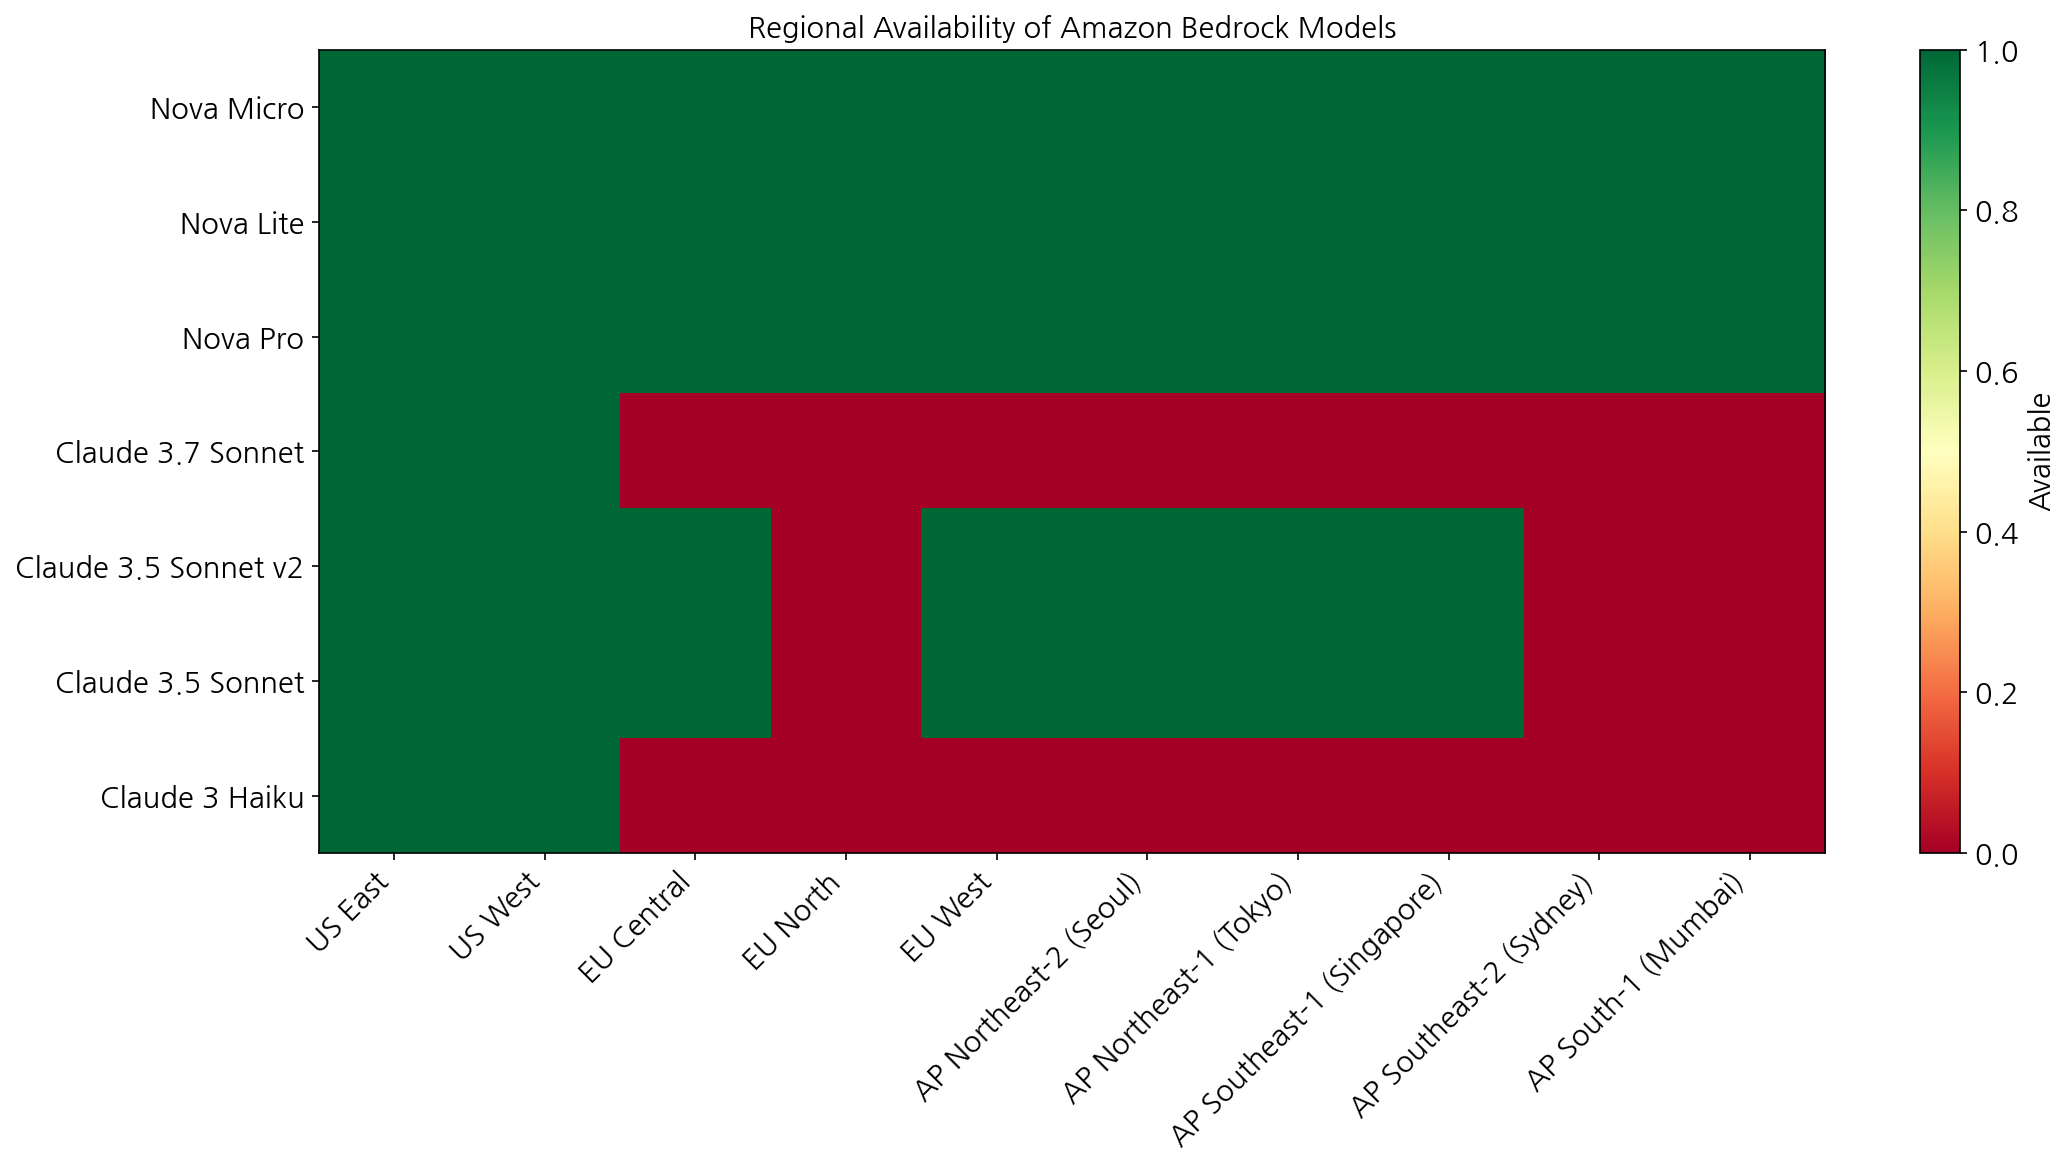 Regional Availability of Amazon Bedrock Models
Nova Micro
Nova Lite
Nova Pro
Claude 3.7 Sonnet
Claude 3.5 Sonnet v2
Claude 3.5 Sonnet
Claude 3 Haiku
US East
US West
EU Central
EU North
EU West
AP Northeast-2 (Seoul)
AP Northeast-1 (Tokyo)
AP Southeast-1 (Singapore)
AP Southeast-2 (Sydney)
AP South-1 (Mumbai)
1.0
0.8
0.6
0.4
0.2
0.0
Available